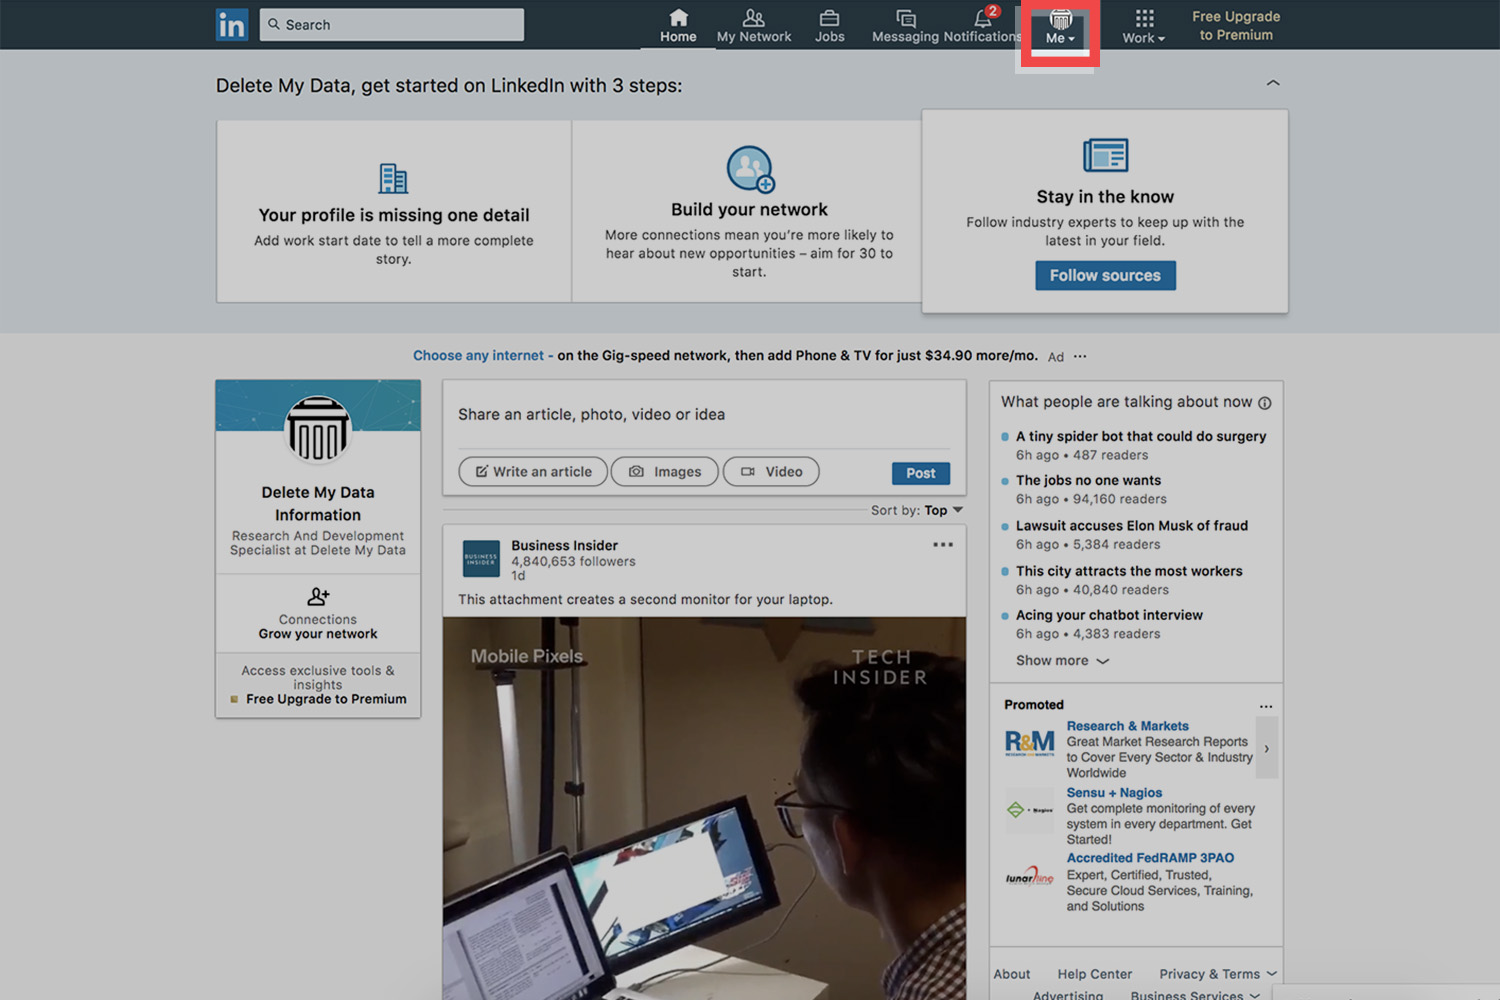 in
Search
Home
My Network
Jobs
Messaging
Notifications
2
Me
Work
Free Upgrade
to Premium
Delete My Data, get started on LinkedIn with 3 steps:
Your profile is missing one detail
Add work start date to tell a more complete
story.
Build your network
More connections mean you're more likely to
hear about new opportunities – aim for 30 to
start.
Stay in the know
Follow industry experts to keep up with the
latest in your field.
Follow sources
Choose any internet - on the Gig-speed network, then add Phone & TV for just $34.90 more/mo. Ad ···
Delete My Data
Information
Research And Development
Specialist at Delete My Data
Connections
Grow your network
Access exclusive tools &
insights
Free Upgrade to Premium
Share an article, photo, video or idea
Write an article
Images
Video
Post
Sort by: Top
BUSINESS
INSIDER
Business Insider
4,840,653 followers
1d
This attachment creates a second monitor for your laptop.
Mobile Pixels
TECH
INSIDER
What people are talking about now
A tiny spider bot that could do surgery
6h ago • 487 readers
The jobs no one wants
6h ago • 94,160 readers
Lawsuit accuses Elon Musk of fraud
6h ago • 5,384 readers
This city attracts the most workers
6h ago • 40,840 readers
Acing your chatbot interview
6h ago • 4,383 readers
Show more
Promoted
R&M
RESEARCH AND MARKETS
Research & Markets
Great Market Research Reports
to Cover Every Sector & Industry
Worldwide
+ Nagios
Sensu + Nagios
Get complete monitoring of every
system in every department. Get
Started!
lunarline
Accredited FedRAMP 3PAO
Expert, Certified, Trusted,
Secure Cloud Services, Training,
and Solutions
About
Help Center
Privacy & Terms
Advertising
Business Services